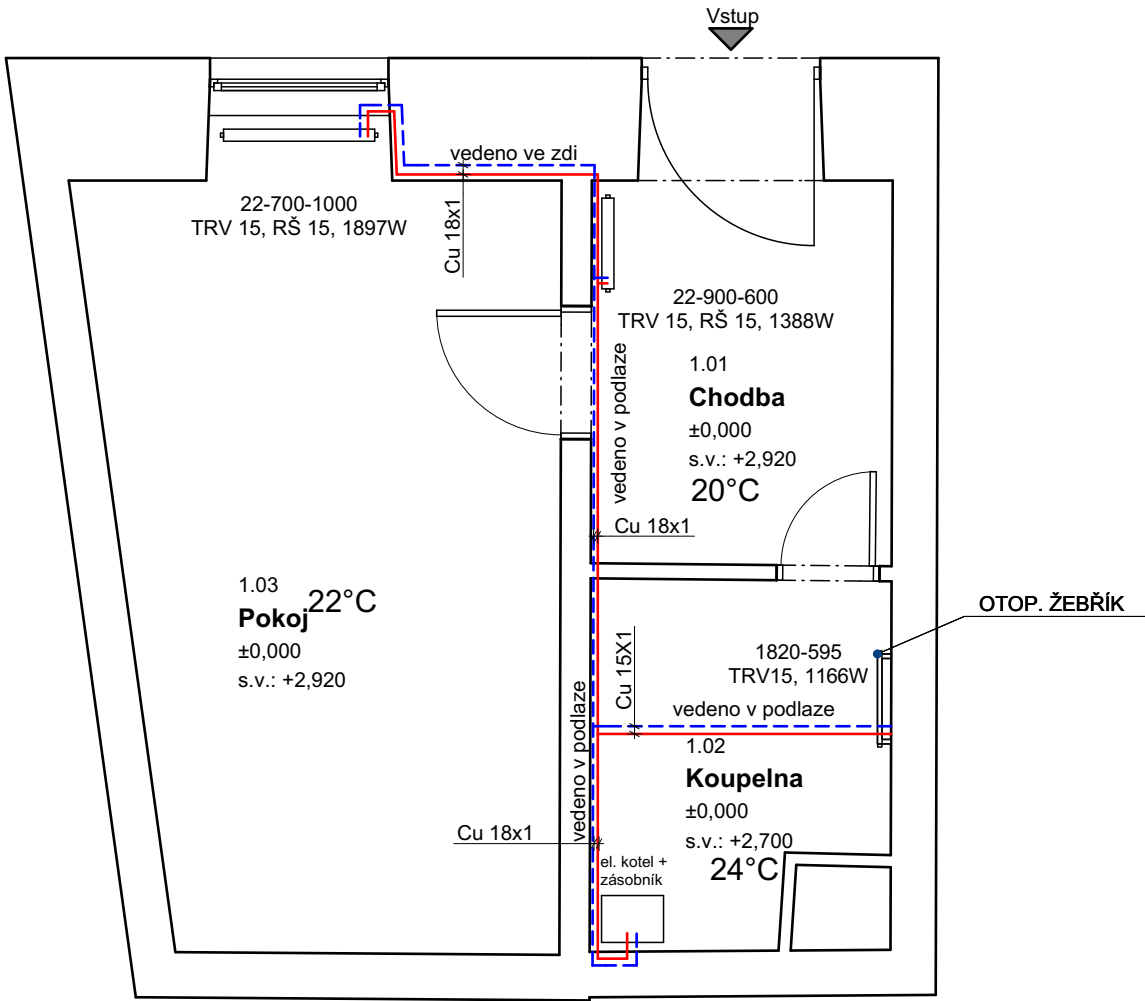 Vstup
vedeno ve zdi
22-700-1000
TRV 15, RŠ 15, 1897W
Cu 18x1
22-900-600
TRV 15, RŠ 15, 1388W
1.01
Chodba
±0,000
s.v.: +2,920
20°C
vedeno v podlaze
Cu 18x1
1.03
Pokoj
22°C
±0,000
s.v.: +2,920
OTOP. ŽEBŘÍK
1820-595
TRV15, 1166W
Cu 15X1
vedeno v podlaze
vedeno v podlaze
1.02
Koupelna
±0,000
s.v.: +2,700
24°C
Cu 18x1
el. kotel +
zásobník